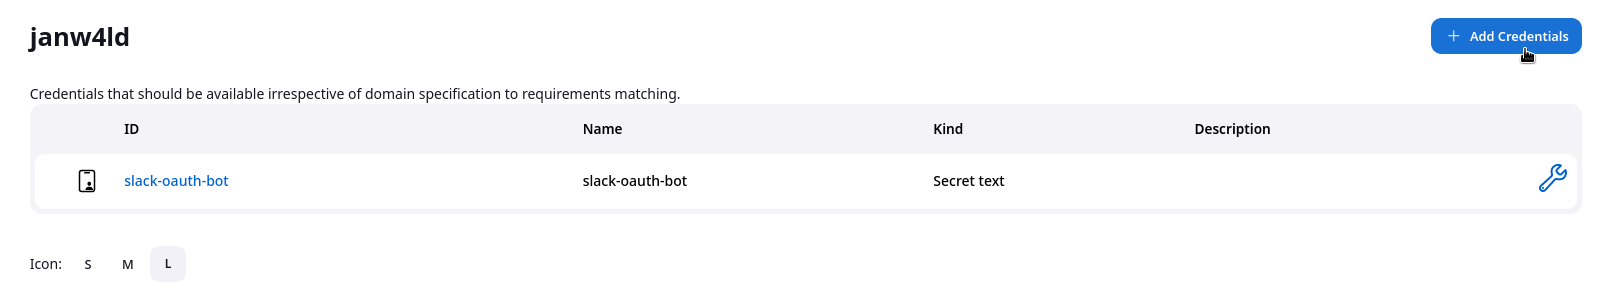 janw4ld
+ Add Credentials
Credentials that should be available irrespective of domain specification to requirements matching.
ID Name Kind Description
slack-oauth-bot slack-oauth-bot Secret text
Icon: S M L